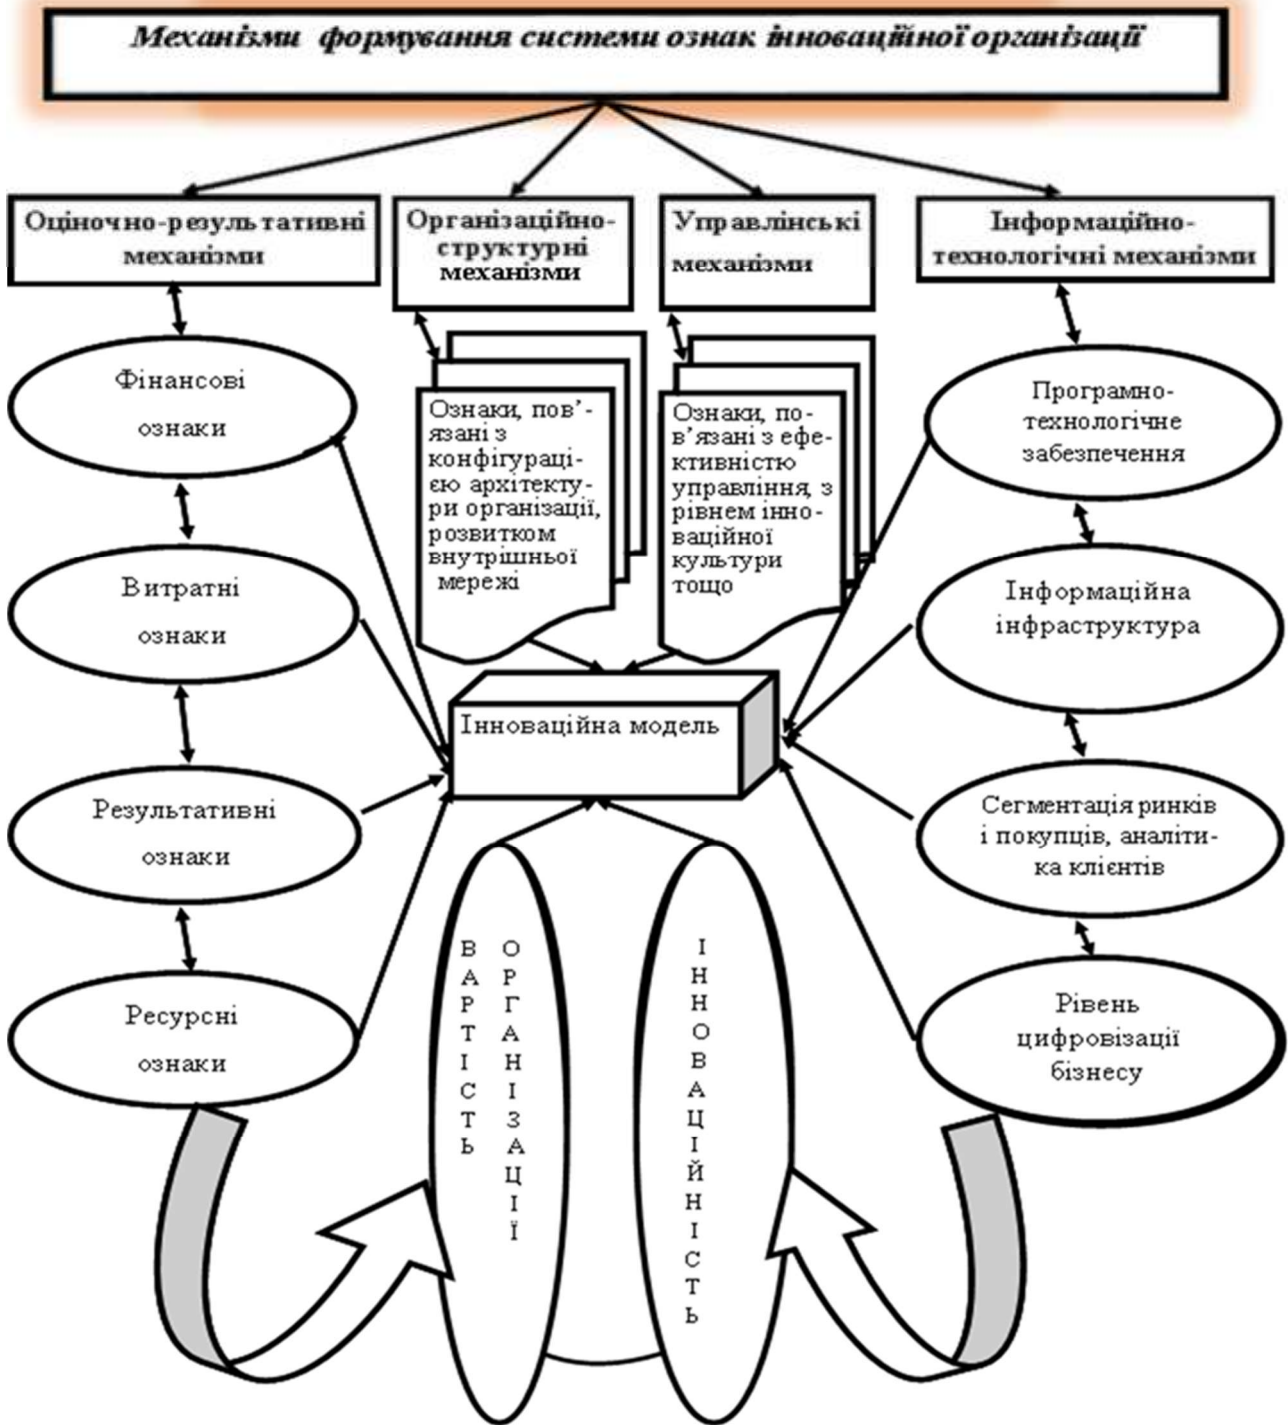 Механізми формування системи ознак інноваційної організації
Оціночно-результативні
механізми
Організаційно-
структурні
механізми
Управлінські
механізми
Інформаційно-
технологічні механізми
Фінансові
ознаки
Витратні
ознаки
Результативні
ознаки
Ресурсні
ознаки
Ознаки, пов’-
язані з
конфігураці-
єю архітекту-
ри організації,
розвитком
внутрішньої
мережі
Ознаки, по-
в’язані з ефе-
ктивністю
управління, з
рівнем інно-
ваційної
культури
тощо
Програмно-
технологічне
забезпечення
Інформаційна
інфраструктура
Сегментація ринків
і покупців, аналіти-
ка клієнтів
Рівень
цифровізації
бізнесу
Інноваційна модель
ВАРТІСТЬ
ОРГАНІЗАЦІЇ
ІННОВАЦІЙНІСТЬ